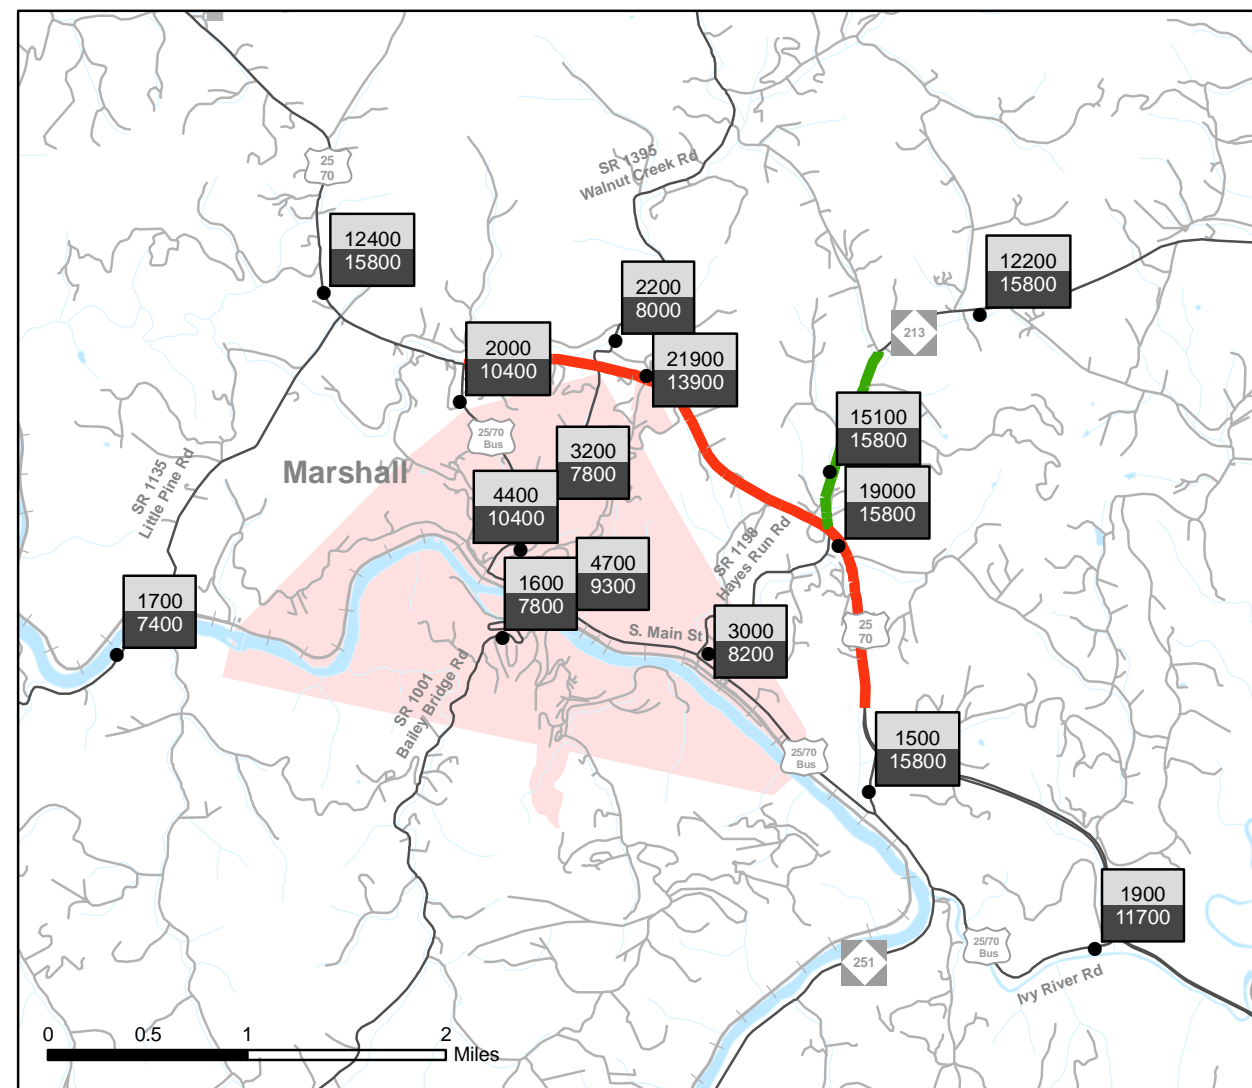 25
70
SR 1395
Walnut Creek Rd
12400
15800
12200
15800
2200
8000
213
2000
10400
21900
13900
15100
15800
25/70
Bus
3200
7800
Marshall
SR 1135
Little Pine Rd
4400
10400
19000
15800
SR 1198
Hayes Run Rd
4700
9300
1600
7800
1700
7400
S. Main St
3000
8200
25
70
SR 1001
Bailey Bridge Rd
1500
15800
25/70
Bus
1900
11700
25/70
Bus
251
Ivy River Rd
0 0.5 1 2
Miles